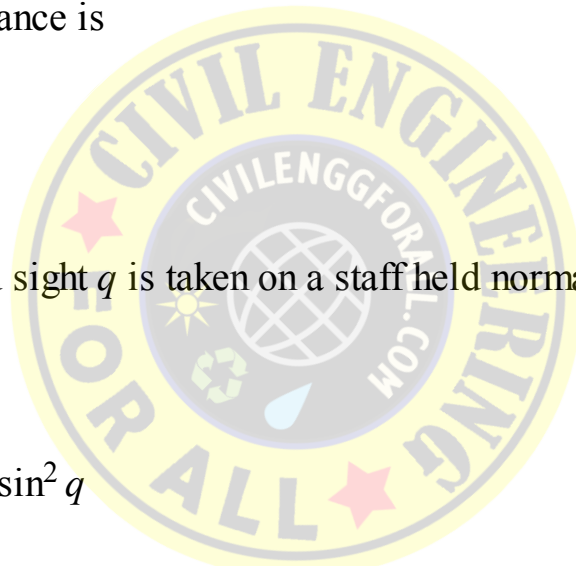 ance is
CIVIL ENGINEERING
CIVILENGGFORALL.COM
sight q is taken on a staff held norma
FOR ALL
sin² q